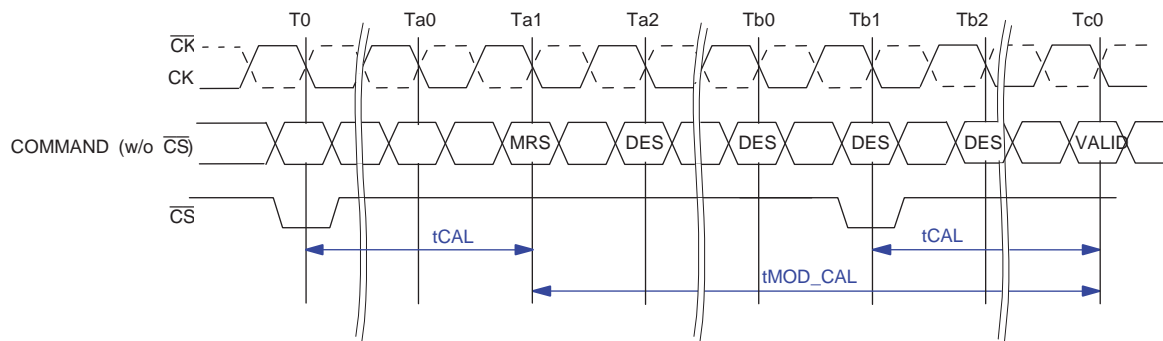 T0 Ta0 Ta1 Ta2 Tb0 Tb1 Tb2 Tc0
CK
CK
COMMAND (w/o CS) MRS DES DES DES DES VALID
CS
tCAL tCAL
tMOD_CAL